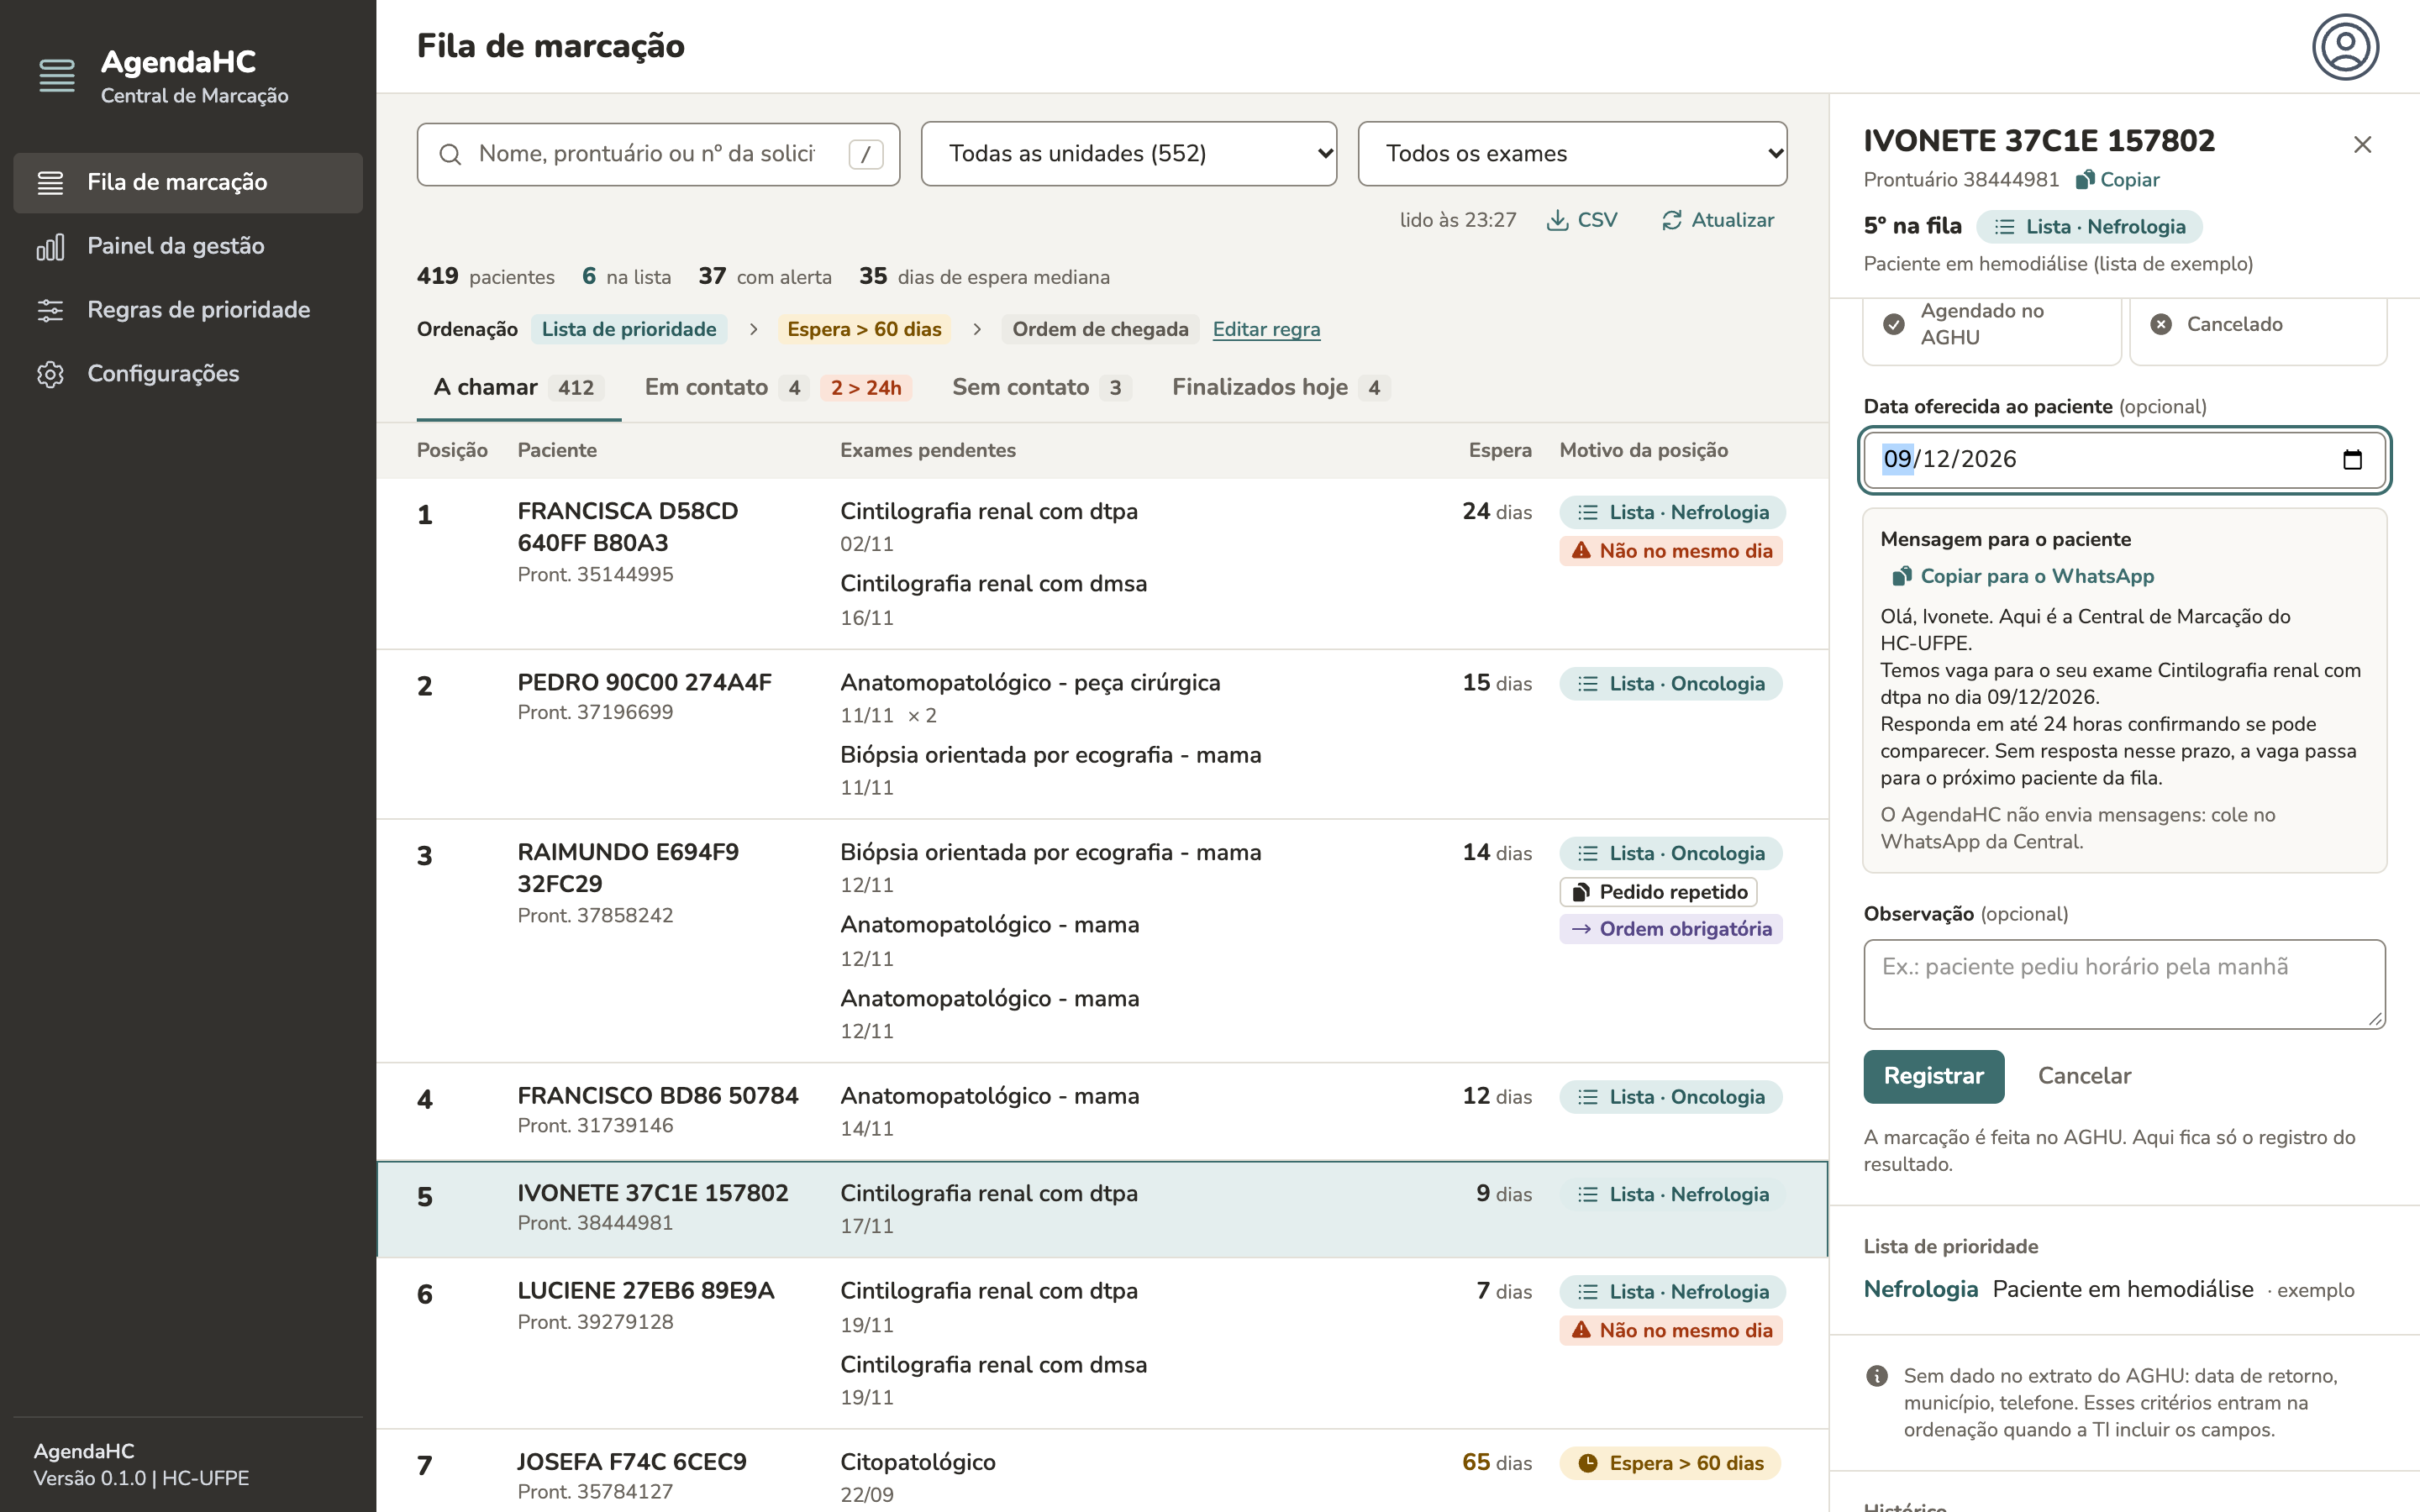 AgendaHC
Central de Marcação
Fila de marcação
Painel da gestão
Regras de prioridade
Configurações
AgendaHC
Versão 0.1.0 | HC-UFPE
Fila de marcação
Nome, prontuário ou nº da solici
/
Todas as unidades (552)
Todos os exames
lido às 23:27
CSV
Atualizar
419 pacientes 6 na lista 37 com alerta 35 dias de espera mediana
Ordenação Lista de prioridade > Espera > 60 dias > Ordem de chegada Editar regra
A chamar 412 Em contato 4 2 > 24h Sem contato 3 Finalizados hoje 4
Posição Paciente Exames pendentes Espera Motivo da posição
1
FRANCISCA D58CD
640FF B80A3
Pront. 35144995
Cintilografia renal com dtpa
02/11
Cintilografia renal com dmsa
16/11
24 dias
Lista · Nefrologia
Não no mesmo dia
2
PEDRO 90C00 274A4F
Pront. 37196699
Anatomopatológico - peça cirúrgica
11/11 × 2
Biópsia orientada por ecografia - mama
11/11
15 dias
Lista · Oncologia
3
RAIMUNDO E694F9
32FC29
Pront. 37858242
Biópsia orientada por ecografia - mama
12/11
Anatomopatológico - mama
12/11
Anatomopatológico - mama
12/11
14 dias
Lista · Oncologia
Pedido repetido
Ordem obrigatória
4
FRANCISCO BD86 50784
Pront. 31739146
Anatomopatológico - mama
14/11
12 dias
Lista · Oncologia
5
IVONETE 37C1E 157802
Pront. 38444981
Cintilografia renal com dtpa
17/11
9 dias
Lista · Nefrologia
6
LUCIENE 27EB6 89E9A
Pront. 39279128
Cintilografia renal com dtpa
19/11
Cintilografia renal com dmsa
19/11
7 dias
Lista · Nefrologia
Não no mesmo dia
7
JOSEFA F74C 6CEC9
Pront. 35784127
Citopatológico
22/09
65 dias
Espera > 60 dias
IVONETE 37C1E 157802
Prontuário 38444981 Copiar
5º na fila Lista · Nefrologia
Paciente em hemodiálise (lista de exemplo)
Agendado no
AGHU
Cancelado
Data oferecida ao paciente (opcional)
09/12/2026
Mensagem para o paciente
Copiar para o WhatsApp
Olá, Ivonete. Aqui é a Central de Marcação do
HC-UFPE.
Temos vaga para o seu exame Cintilografia renal com
dtpa no dia 09/12/2026.
Responda em até 24 horas confirmando se pode
comparecer. Sem resposta nesse prazo, a vaga passa
para o próximo paciente da fila.
O AgendaHC não envia mensagens: cole no
WhatsApp da Central.
Observação (opcional)
Ex.: paciente pediu horário pela manhã
Registrar
Cancelar
A marcação é feita no AGHU. Aqui fica só o registro do
resultado.
Lista de prioridade
Nefrologia Paciente em hemodiálise · exemplo
Sem dado no extrato do AGHU: data de retorno,
município, telefone. Esses critérios entram na
ordenação quando a TI incluir os campos.
Histórico